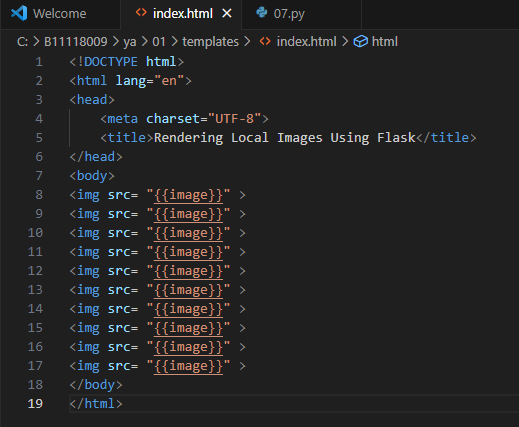 Welcome index.html 07.py
C: > B11118009 > ya > 01 > templates > index.html > html
1 <!DOCTYPE html>
2 <html lang="en">
3 <head>
4 <meta charset="UTF-8">
5 <title>Rendering Local Images Using Flask</title>
6 </head>
7 <body>
8 <img src= "{{image}}" >
9 <img src= "{{image}}" >
10 <img src= "{{image}}" >
11 <img src= "{{image}}" >
12 <img src= "{{image}}" >
13 <img src= "{{image}}" >
14 <img src= "{{image}}" >
15 <img src= "{{image}}" >
16 <img src= "{{image}}" >
17 <img src= "{{image}}" >
18 </body>
19 </html>